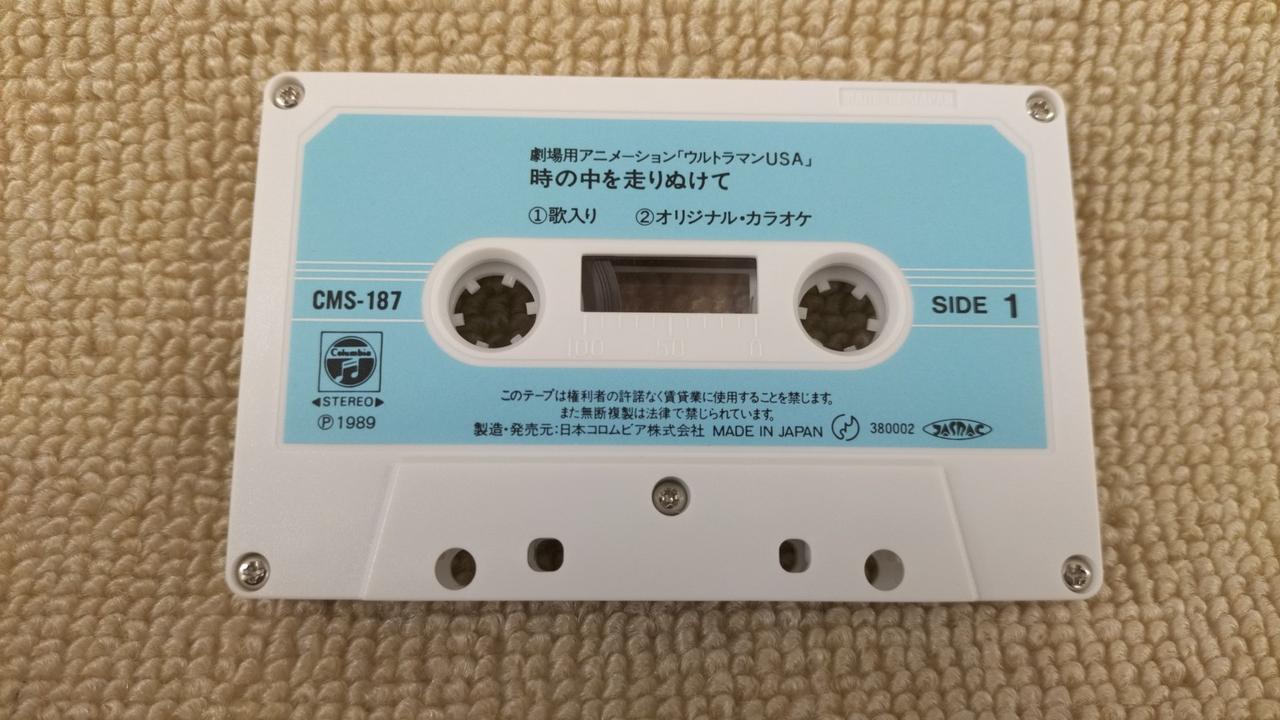 劇場用アニメーション「ウルトラマンUSA」
時の中を走りぬけて
①歌入り ②オリジナル・カラオケ
CMS-187
SIDE 1
100 50 0
Columbia
◀STEREO▶
Ⓟ1989
このテープは権利者の許諾なく賃貸業に使用することを禁じます。
また無断複製は法律で禁じられています。
製造・発売元:日本コロムビア株式会社 MADE IN JAPAN 380002 JASRAC